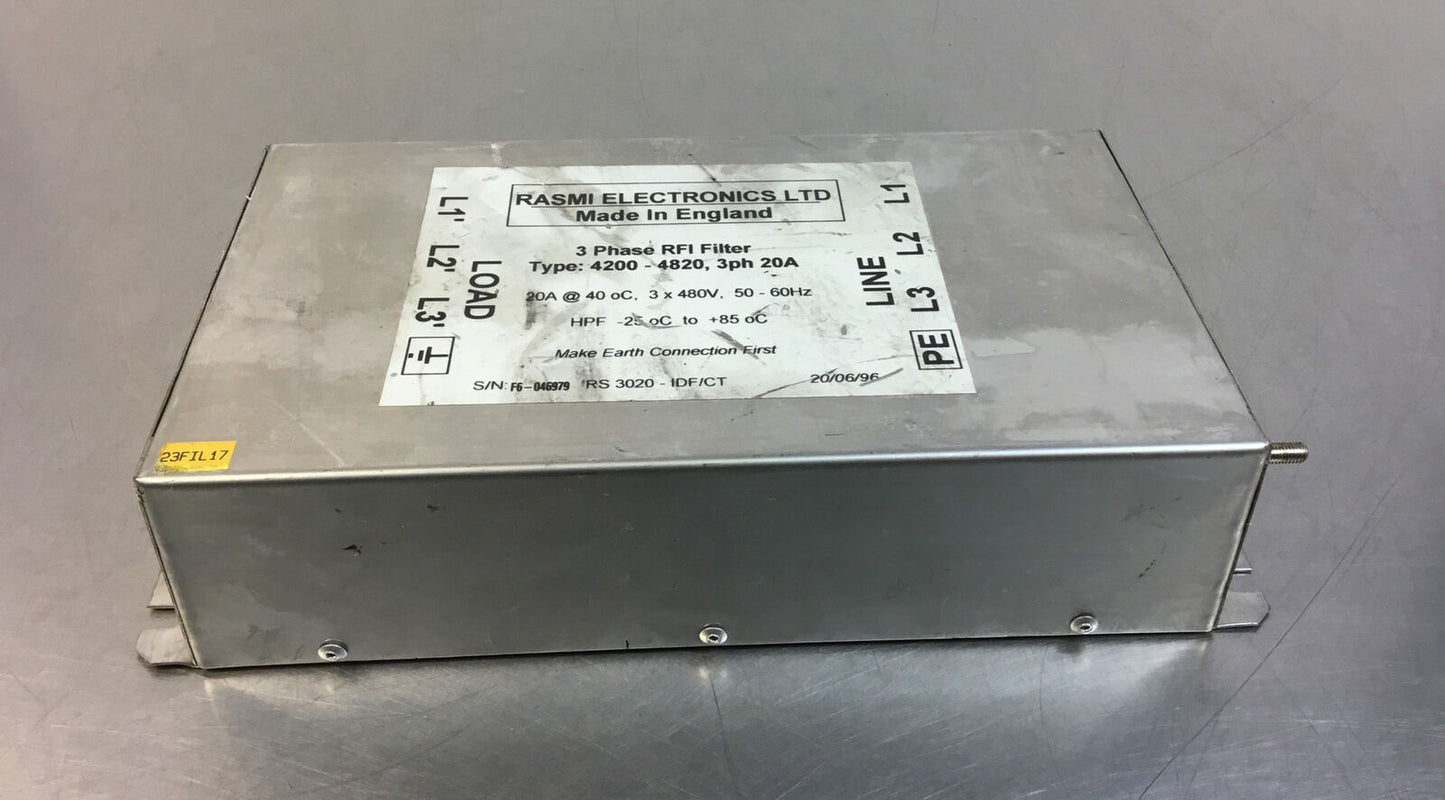 RASMI ELECTRONICS LTD
Made In England
3 Phase RFI Filter
Type: 4200 - 4820, 3ph 20A
20A @ 40 oC, 3 x 480V, 50 - 60Hz
HPF -25 oC to +85 oC
Make Earth Connection First
S/N: F6-046979 RS 3020 - IDF/CT 20/06/96
L1' L2' L3'
LOAD
LINE
PE L3 L2 L1
23FIL17